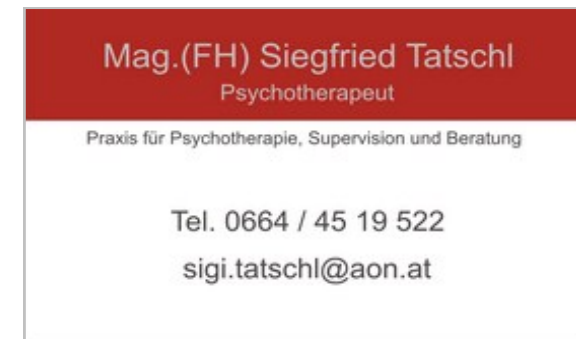 Mag.(FH) Siegfried Tatschl
Psychotherapeut
Praxis für Psychotherapie, Supervision und Beratung
Tel. 0664 / 45 19 522
sigi.tatschl@aon.at